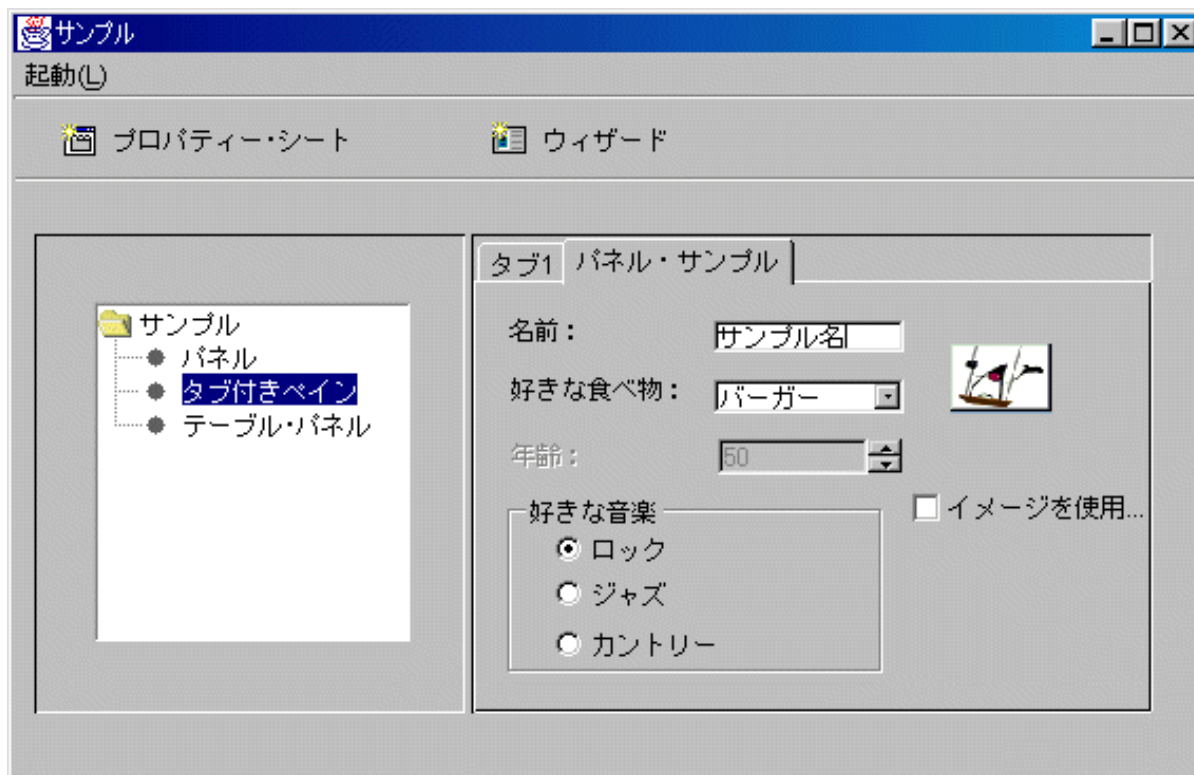 サンプル
起動(L)
プロパティー・シート
ウィザード
サンプル
パネル
タブ付きペイン
テーブル・パネル
タブ1
パネル・サンプル
名前：
サンプル名
好きな食べ物：
バーガー
年齢：
50
好きな音楽
ロック
ジャズ
カントリー
イメージを使用...